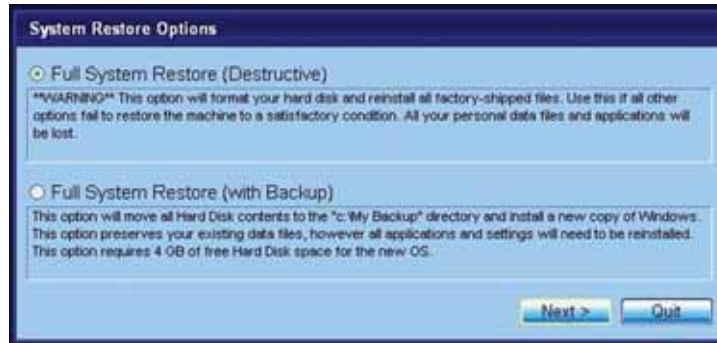 System Restore Options
Full System Restore (Destructive)
**WARNING** This option will format your hard disk and reinstall all factory-shipped files. Use this if all other
options fail to restore the machine to a satisfactory condition. All your personal data files and applications will
be lost.
Full System Restore (with Backup)
This option will move all Hard Disk contents to the "c:\My Backup" directory and install a new copy of Windows.
This option preserves your existing data files, however all applications and settings will need to be reinstalled.
This option requires 4 GB of free Hard Disk space for the new OS.
Next >
Quit